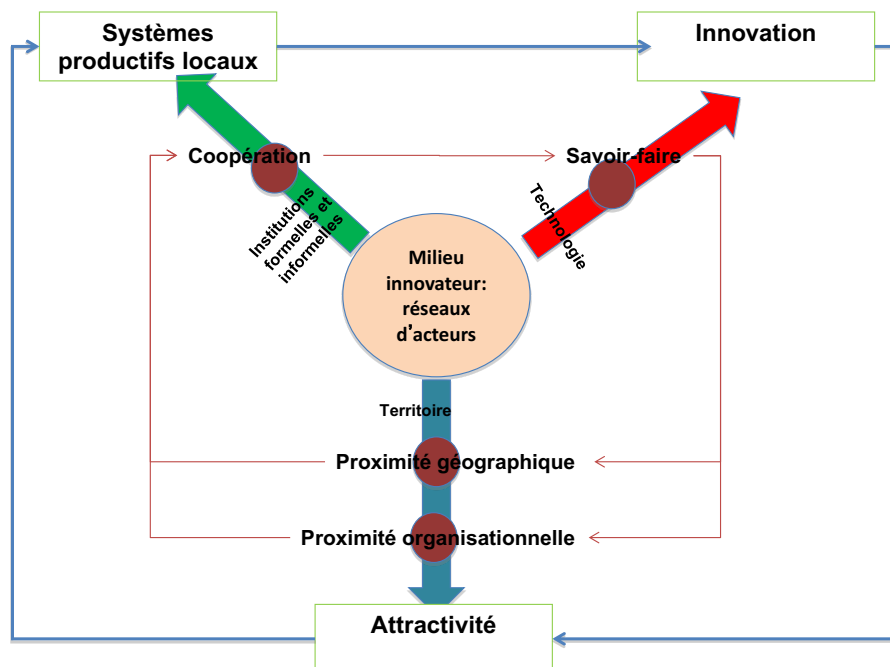 Systèmes
productifs locaux
Innovation
Coopération
Savoir-faire
Institutions
formelles et
informelles
Technologie
Milieu
innovateur:
réseaux
d’acteurs
Territoire
Proximité géographique
Proximité organisationnelle
Attractivité